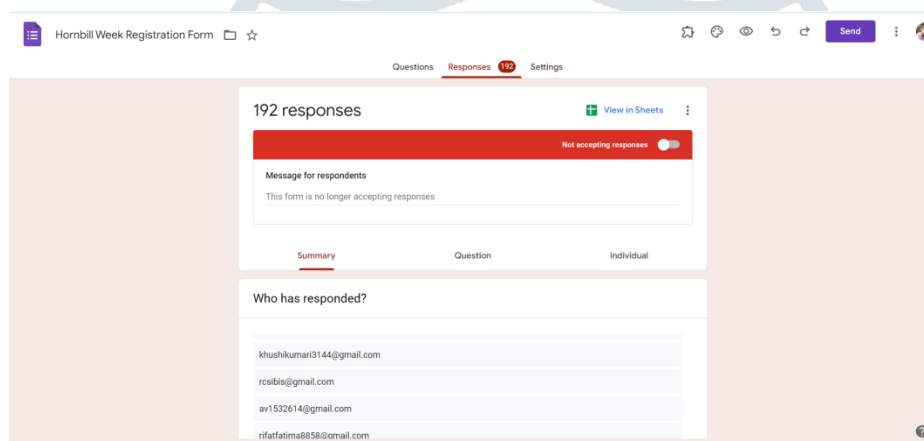 Hornbill Week Registration Form
Send
Questions Responses 192 Settings
192 responses
View in Sheets
Not accepting responses
Message for respondents
This form is no longer accepting responses
Summary Question Individual
Who has responded?
khushikumari3144@gmail.com
rcsibis@gmail.com
av1532614@gmail.com
rifatfatima8858@gmail.com